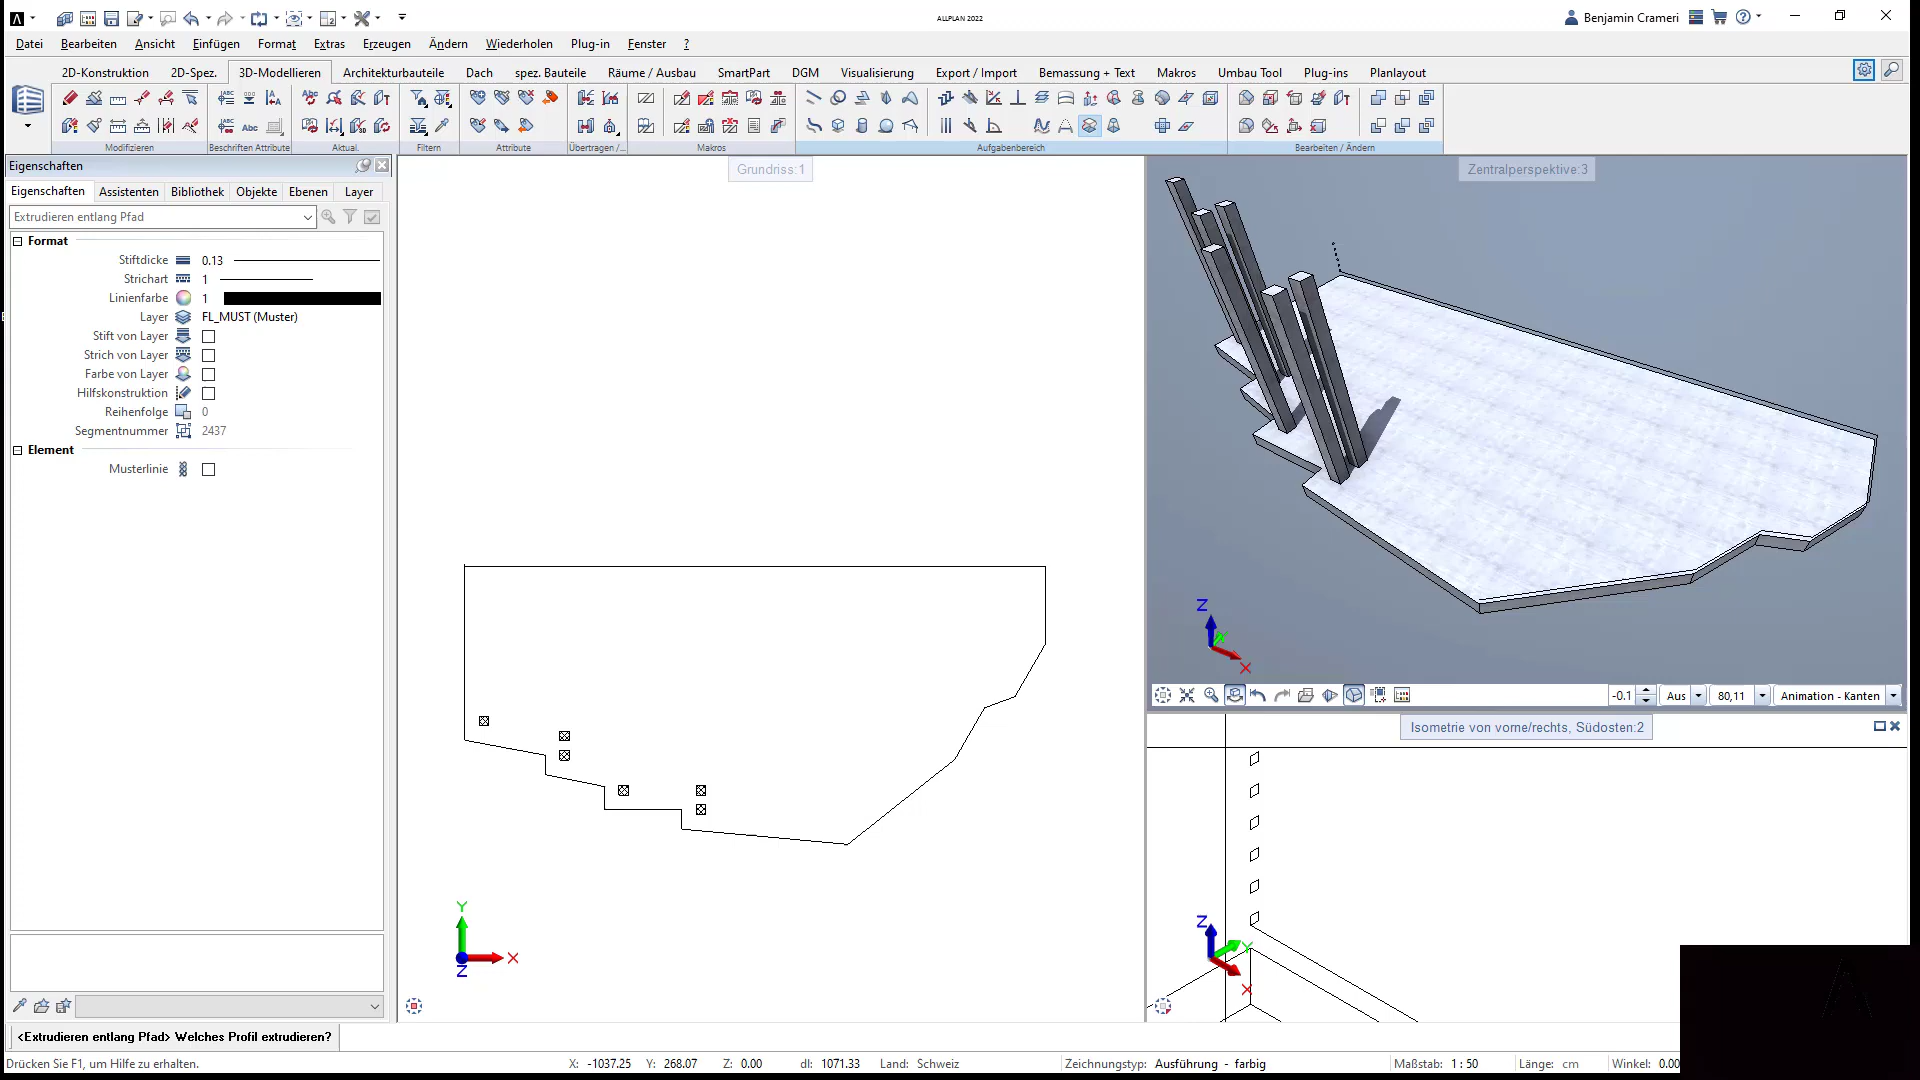 ALLPLAN 2022
Benjamin Crameri
Datei Bearbeiten Ansicht Einfügen Format Extras Erzeugen Ändern Wiederholen Plug-in Fenster ?
2D-Konstruktion 2D-Spez. 3D-Modellieren Architekturbauteile Dach spez. Bauteile Räume / Ausbau SmartPart DGM Visualisierung Export / Import Bemassung + Text Makros Umbau Tool Plug-ins Planlayout
Modifizieren Beschriften Attribute Aktual. Filtern Attribute Übertragen /... Makros Aufgabenbereich Bearbeiten / Ändern
Eigenschaften
Eigenschaften Assistenten Bibliothek Objekte Ebenen Layer
Extrudieren entlang Pfad
Format
Stiftdicke 0.13
Strichart 1
Linienfarbe 1
Layer FL_MUST (Muster)
Stift von Layer
Strich von Layer
Farbe von Layer
Hilfskonstruktion
Reihenfolge 0
Segmentnummer 2437
Element
Musterlinie
Grundriss:1
Y
X
Z
Zentralperspektive:3
Z
X
-0.1 Aus 80,11 Animation - Kanten
Isometrie von vorne/rechts, Südosten:2
Z
Y
X
<Extrudieren entlang Pfad> Welches Profil extrudieren?
Drücken Sie F1, um Hilfe zu erhalten. X: -1037.25 Y: 268.07 Z: 0.00 dl: 1071.33 Land: Schweiz Zeichnungstyp: Ausführung - farbig Maßstab: 1 : 50 Länge: cm Winkel: 0.00